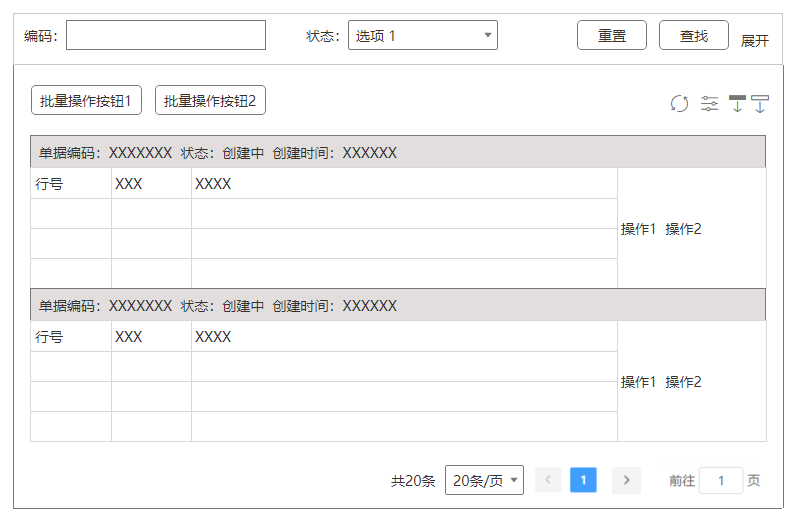 编码： 状态： 选项 1 重置 查找 展开
批量操作按钮1 批量操作按钮2
单据编码：XXXXXXX 状态：创建中 创建时间：XXXXXX
行号 XXX XXXX
操作1 操作2
单据编码：XXXXXXX 状态：创建中 创建时间：XXXXXX
行号 XXX XXXX
操作1 操作2
共20条 20条/页 1 前往 1 页